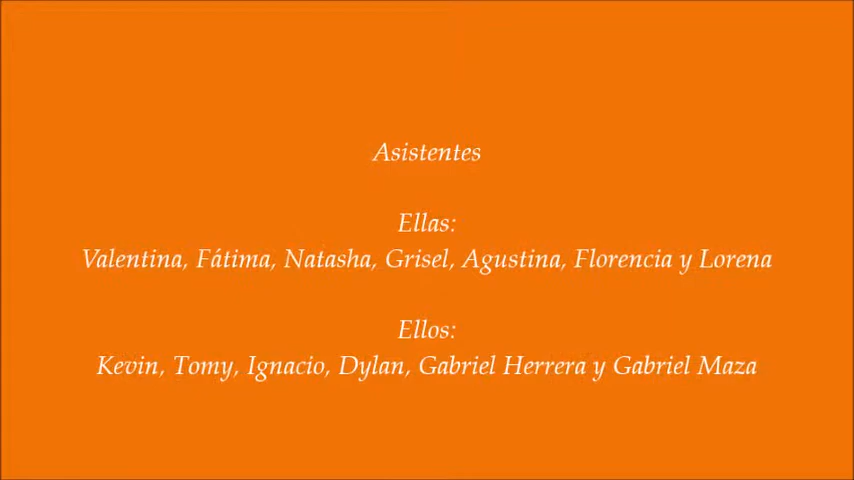 Asistentes
Ellas:
Valentina, Fátima, Natasha, Grisel, Agustina, Florencia y Lorena
Ellos:
Kevin, Tomy, Ignacio, Dylan, Gabriel Herrera y Gabriel Maza